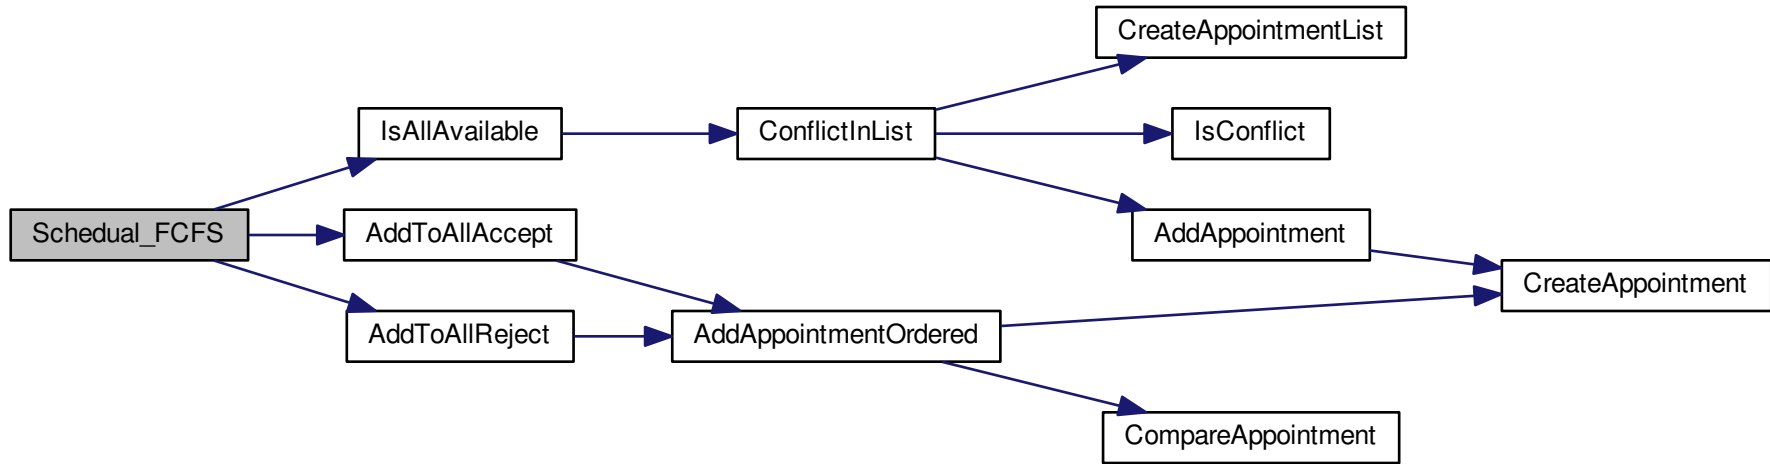 CreateAppointmentList
IsAllAvailable
ConflictInList
IsConflict
Schedual_FCFS
AddToAllAccept
AddAppointment
CreateAppointment
AddToAllReject
AddAppointmentOrdered
CompareAppointment